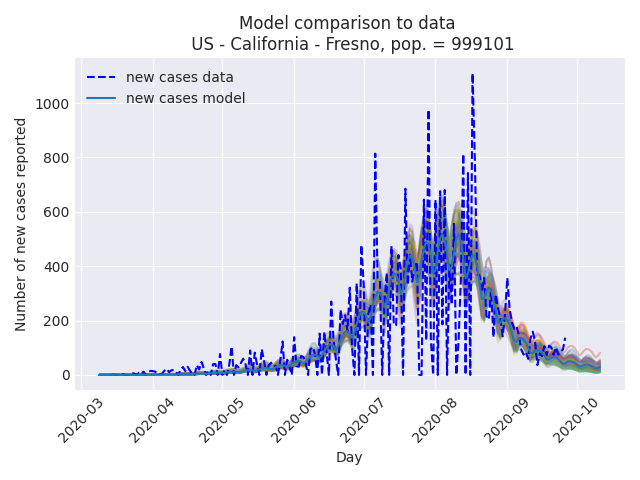 Model comparison to data
US - California - Fresno, pop. = 999101
new cases data
new cases model
Number of new cases reported
1000
800
600
400
200
0
2020-03
2020-04
2020-05
2020-06
2020-07
2020-08
2020-09
2020-10
Day